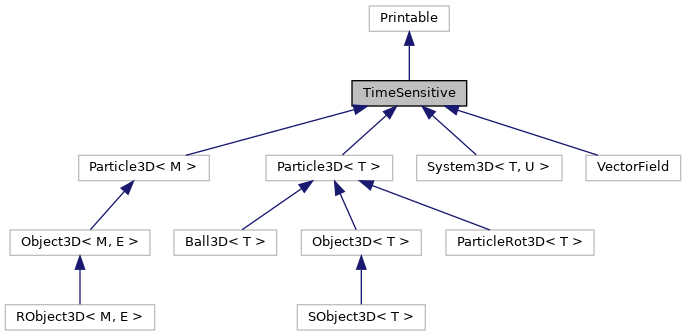 Printable
TimeSensitive
Particle3D< M >
Particle3D< T >
System3D< T, U >
VectorField
Object3D< M, E >
Ball3D< T >
Object3D< T >
ParticleRot3D< T >
RObject3D< M, E >
SObject3D< T >